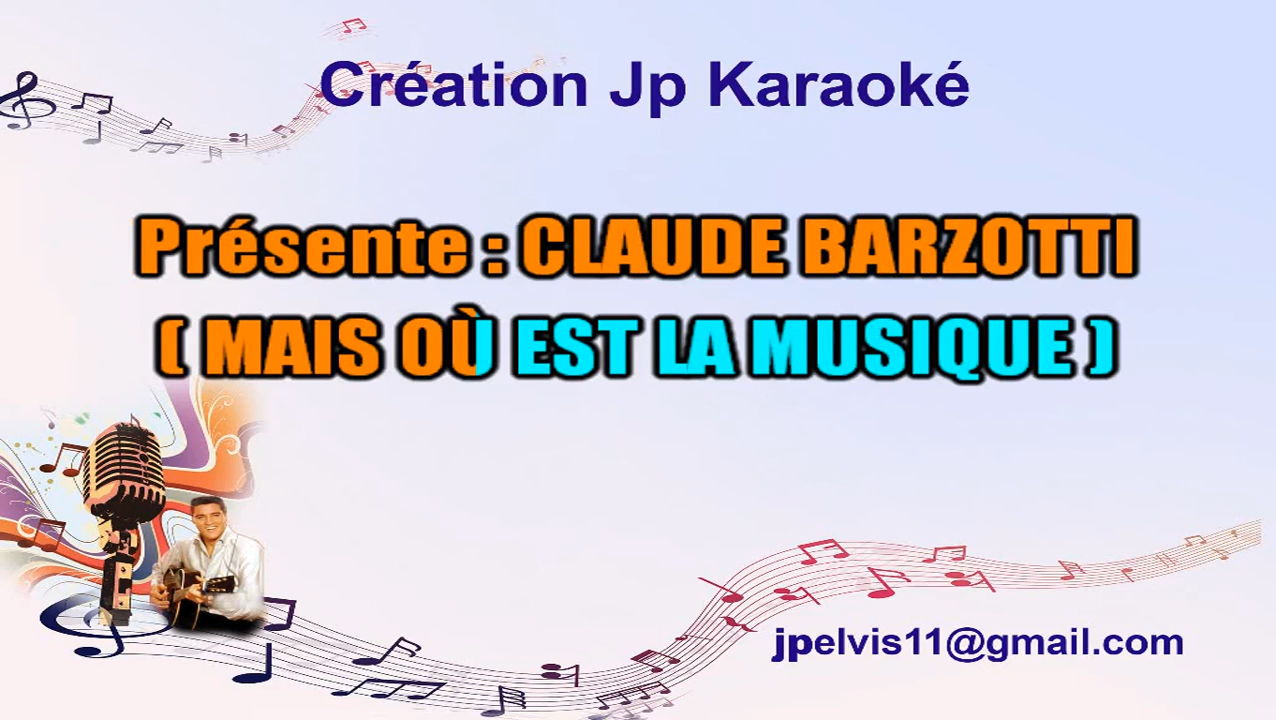 Création Jp Karaoké
Présente : CLAUDE BARZOTTI
( MAIS OÙ EST LA MUSIQUE )
jpelvis11@gmail.com